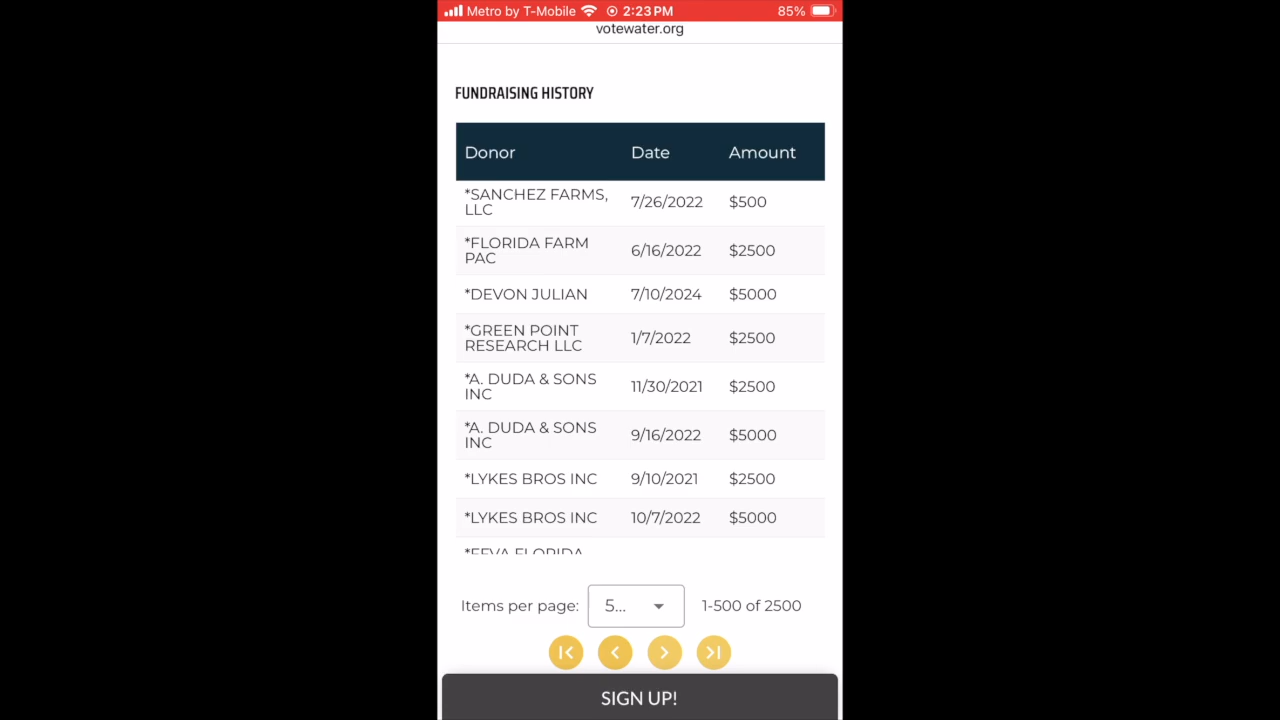 Metro by T-Mobile 2:23 PM 85%
votewater.org
FUNDRAISING HISTORY
Donor Date Amount
*SANCHEZ FARMS, LLC 7/26/2022 $500
*FLORIDA FARM PAC 6/16/2022 $2500
*DEVON JULIAN 7/10/2024 $5000
*GREEN POINT RESEARCH LLC 1/7/2022 $2500
*A. DUDA & SONS INC 11/30/2021 $2500
*A. DUDA & SONS INC 9/16/2022 $5000
*LYKES BROS INC 9/10/2021 $2500
*LYKES BROS INC 10/7/2022 $5000
FLORIDA
Items per page: 5... 1-500 of 2500
SIGN UP!